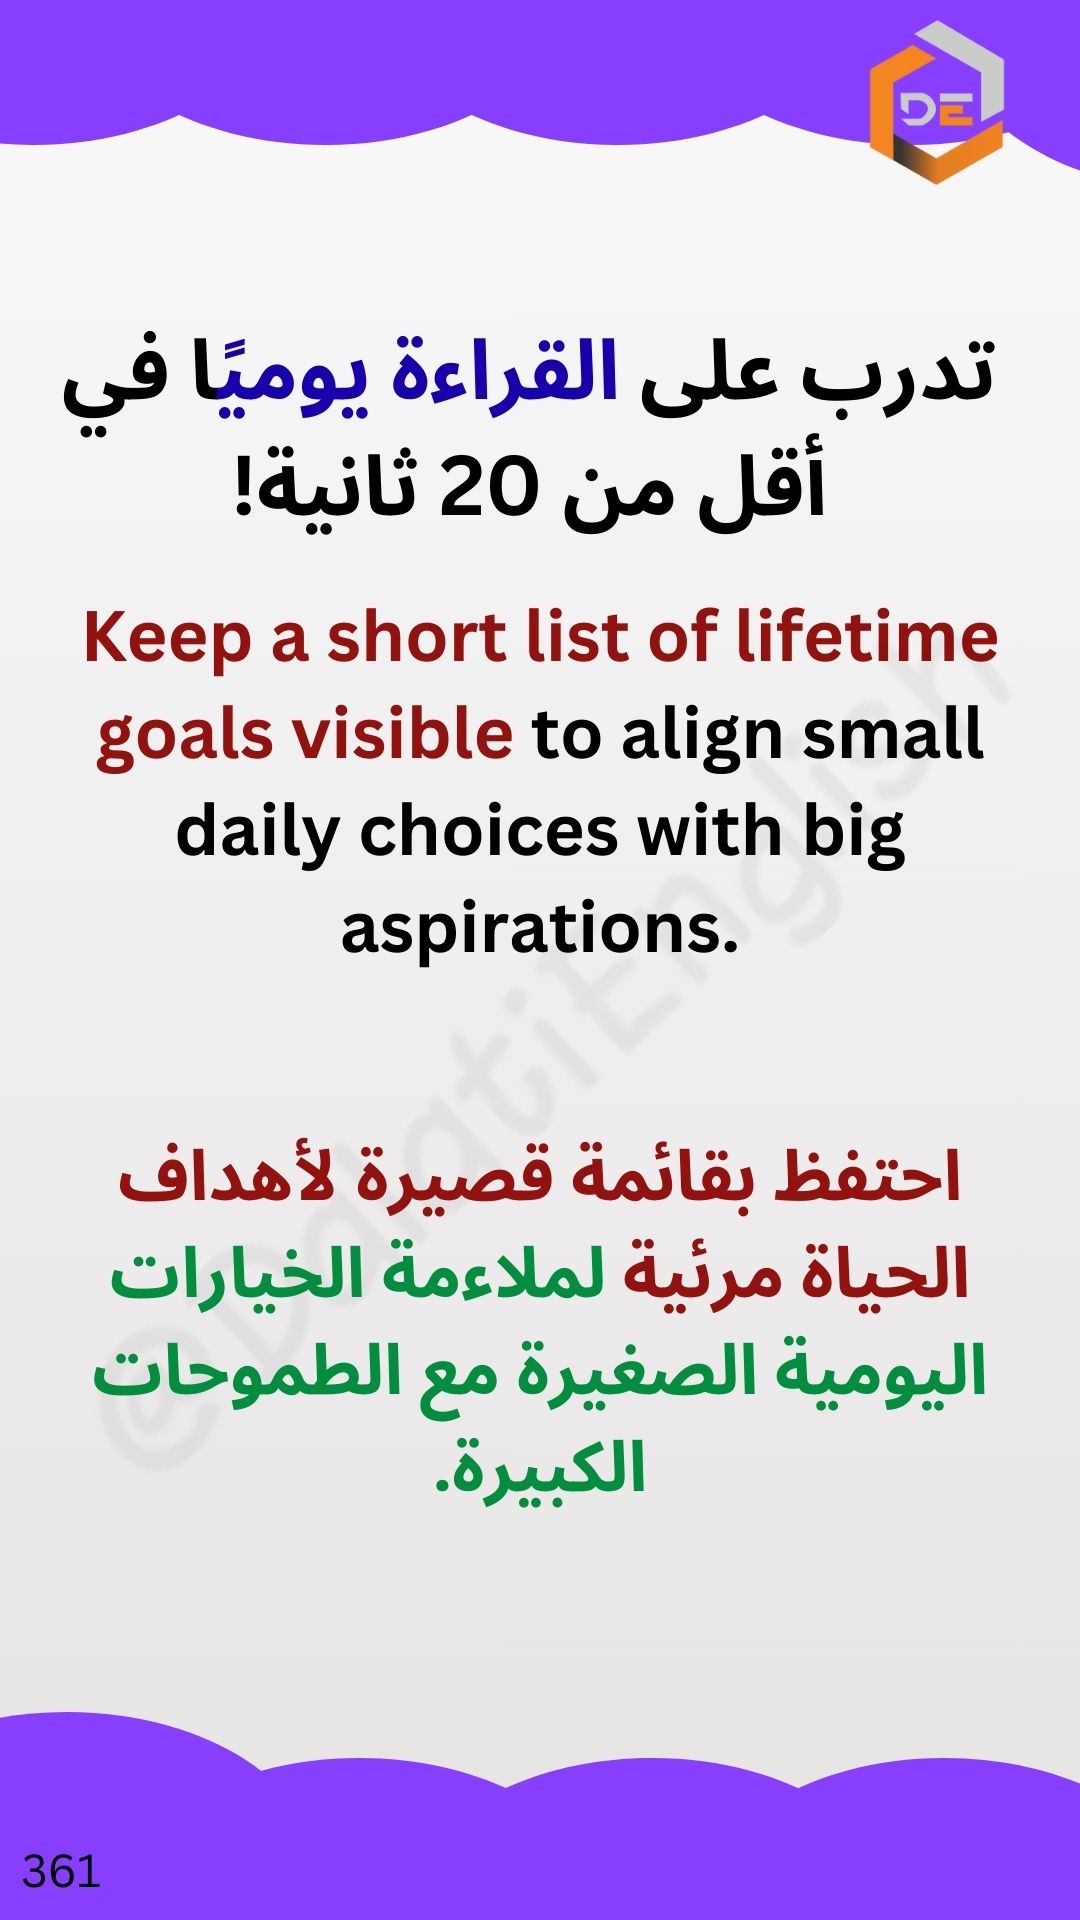 DE
تدرب على القراءة يوميًا في
أقل من 20 ثانية!
Keep a short list of lifetime
goals visible to align small
daily choices with big
aspirations.
@DdatiEnglish
احتفظ بقائمة قصيرة لأهداف
الحياة مرئية لملاءمة الخيارات
اليومية الصغيرة مع الطموحات
الكبيرة.
361